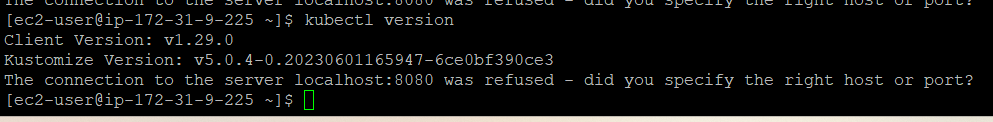 The connection to the server localhost:8080 was refused - did you specify the right host or port?
[ec2-user@ip-172-31-9-225 ~]$ kubectl version
Client Version: v1.29.0
Kustomize Version: v5.0.4-0.20230601165947-6ce0bf390ce3
The connection to the server localhost:8080 was refused - did you specify the right host or port?
[ec2-user@ip-172-31-9-225 ~]$